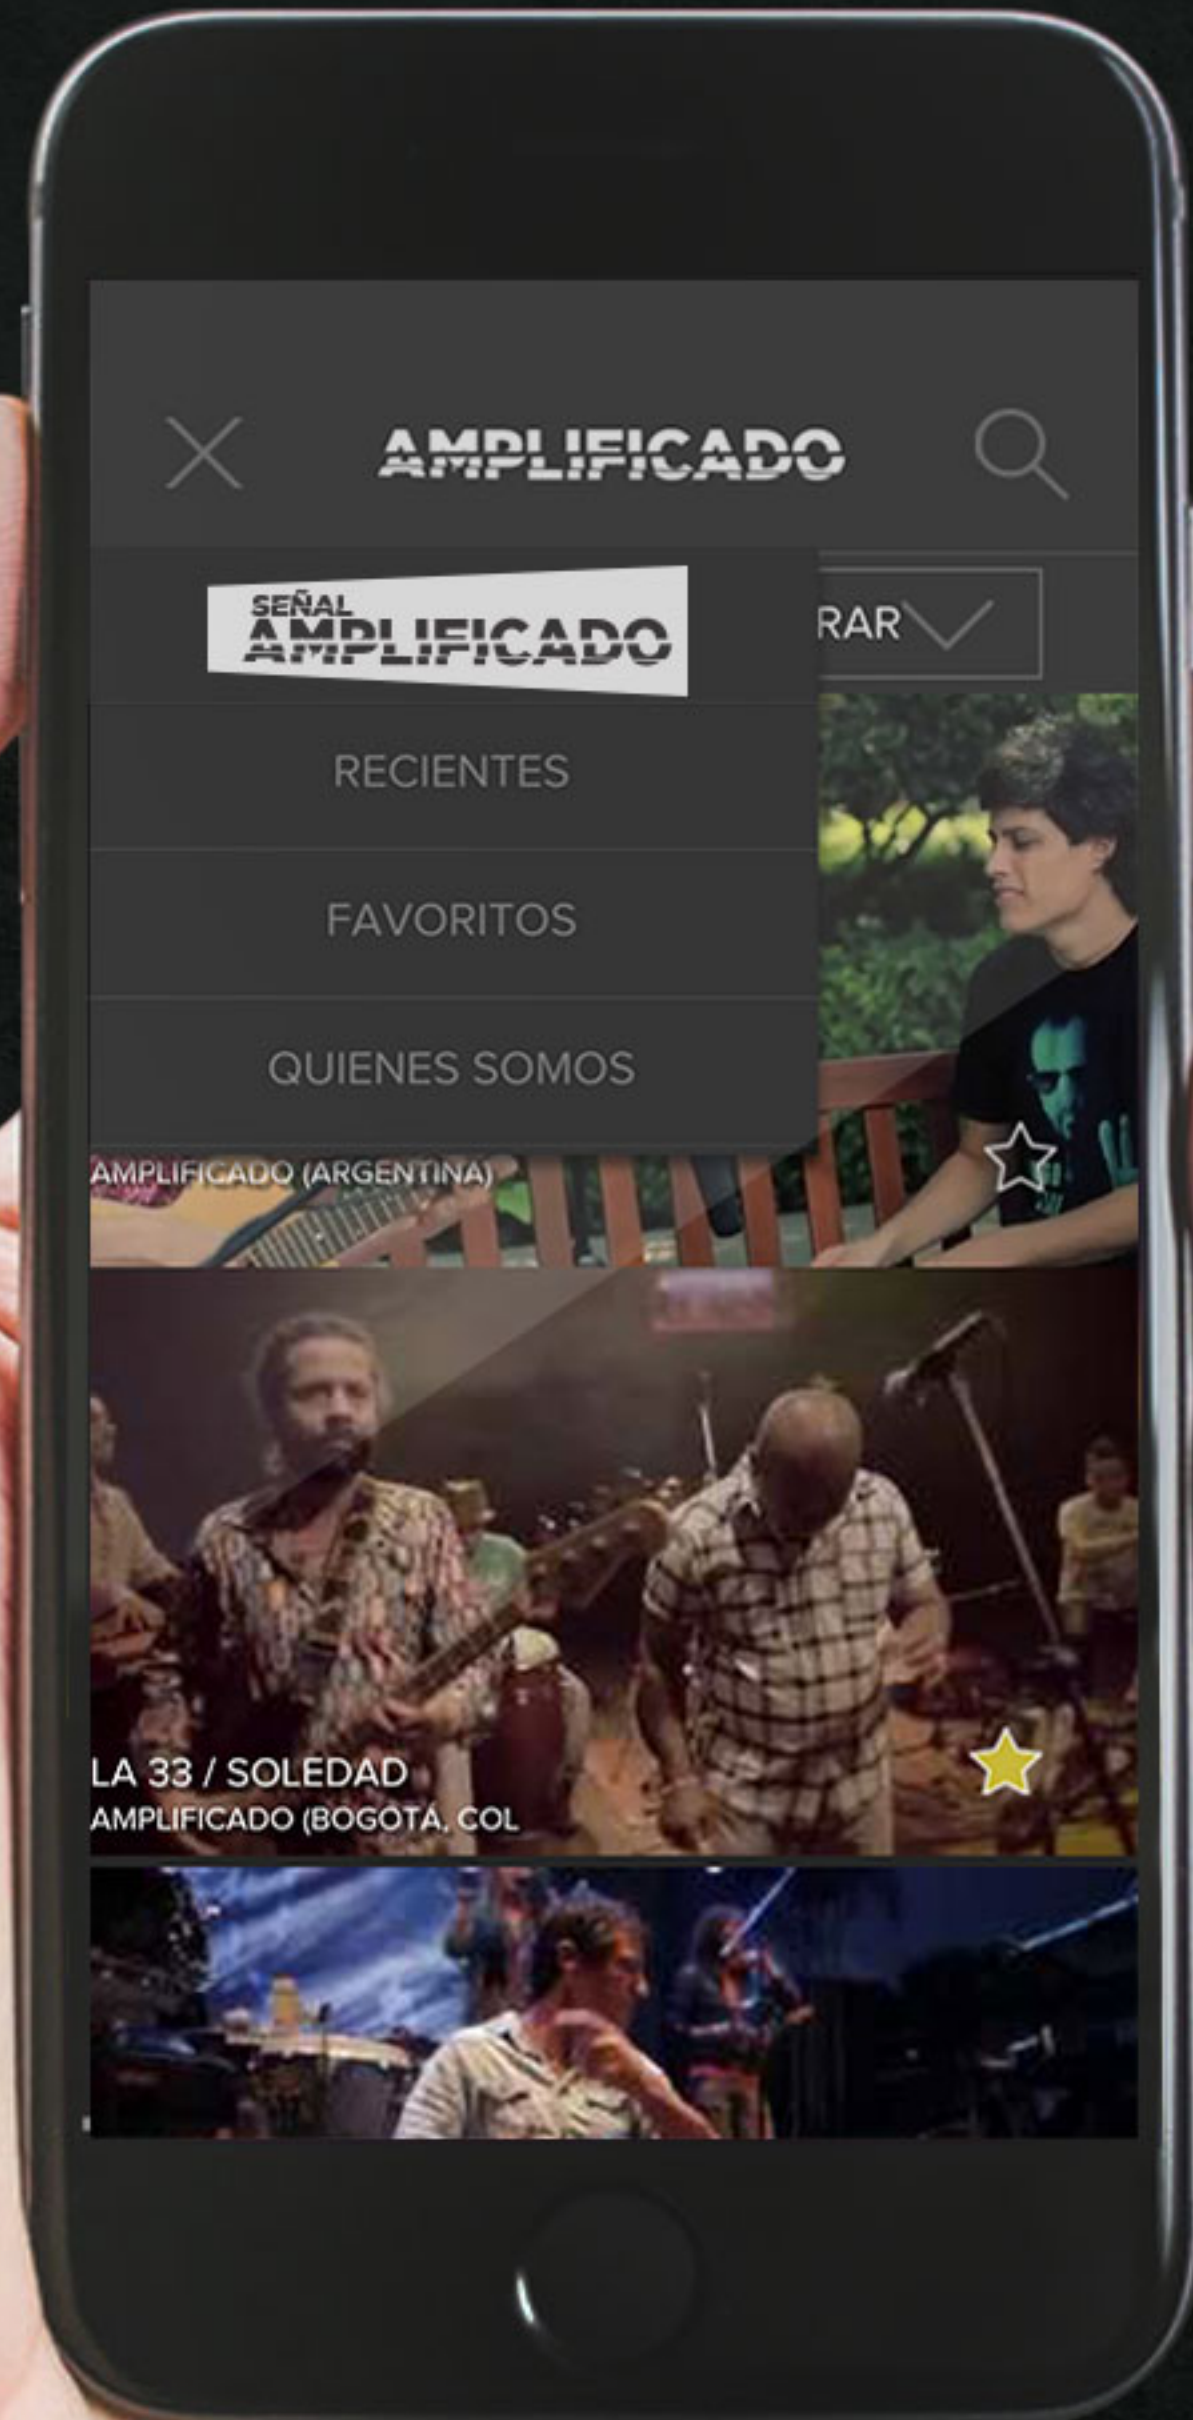 AMPLIFICADO
SEÑAL
AMPLIFICADO
RAR
RECIENTES
FAVORITOS
QUIENES SOMOS
AMPLIFICADO (ARGENTINA)
LA 33 / SOLEDAD
AMPLIFICADO (BOGOTÁ, COL